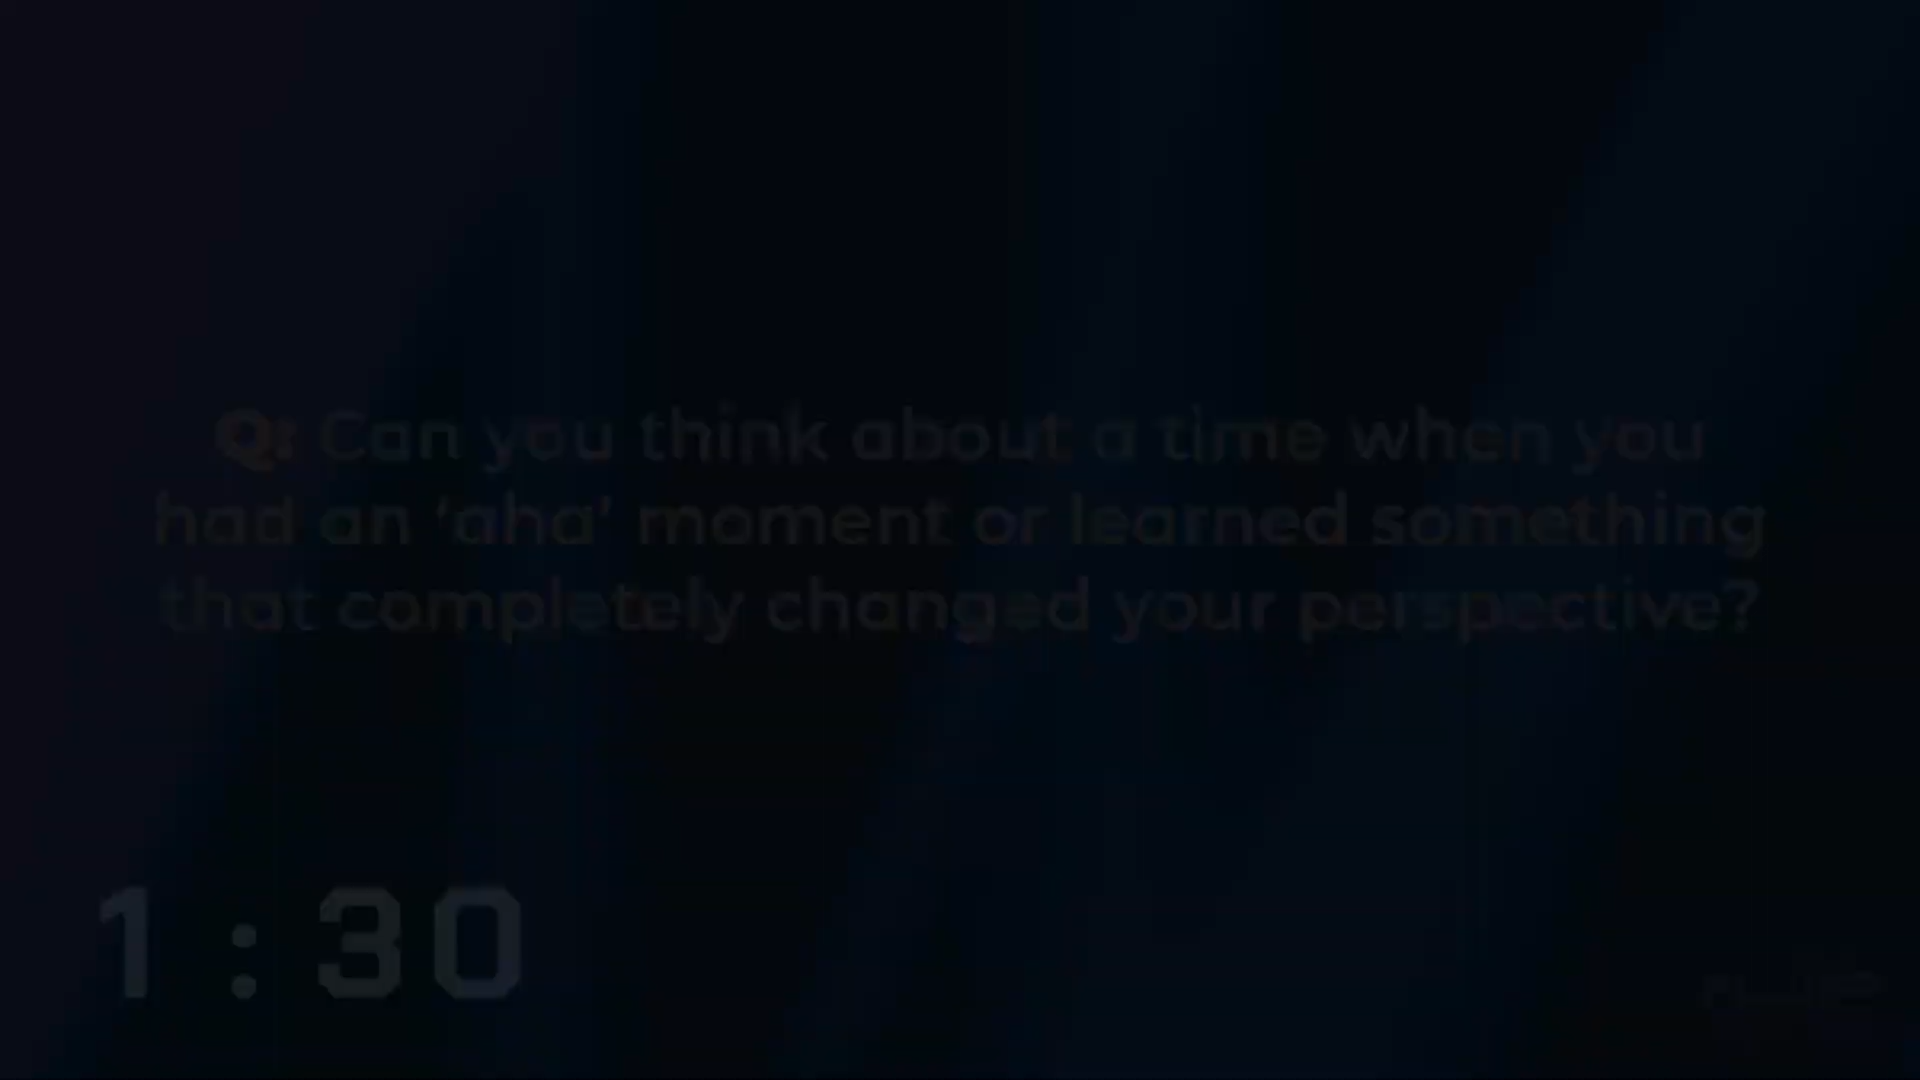 Q: Can you think about a time when you
had an ‘aha’ moment or learned something
that completely changed your perspective?
1:30